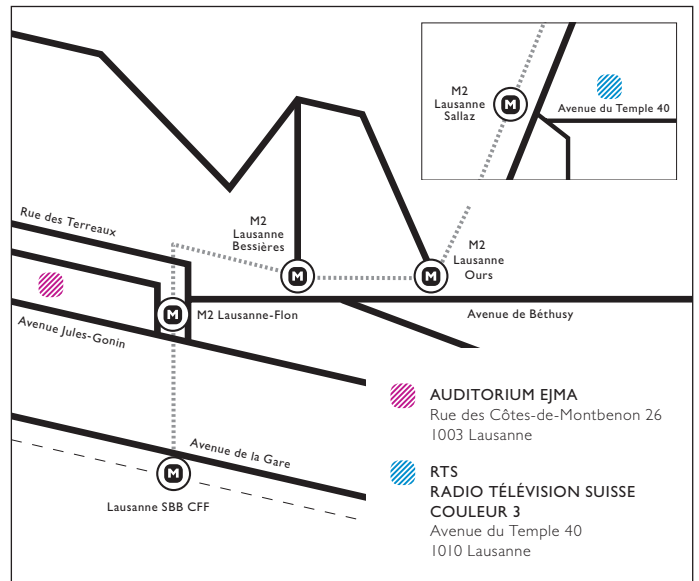 M2
Lausanne
Sallaz
M
Avenue du Temple 40
Rue des Terreaux
M2
Lausanne
Bessières
M
M2
Lausanne
Ours
M
M
M2 Lausanne-Flon
Avenue de Béthusy
Avenue Jules-Gonin
Avenue de la Gare
M
Lausanne SBB CFF
AUDITORIUM EJMA
Rue des Côtes-de-Montbenon 26
1003 Lausanne
RTS
RADIO TÉLÉVISION SUISSE
COULEUR 3
Avenue du Temple 40
1010 Lausanne